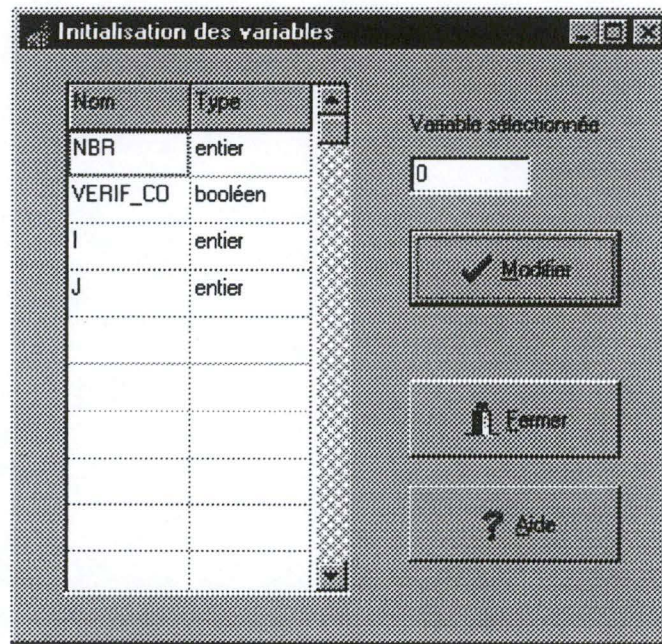 Initialisation des variables
Nom Type
NBR entier
VERIF_CO booléen
I entier
J entier
Variable sélectionnée
0
Modifier
Fermer
? Aide